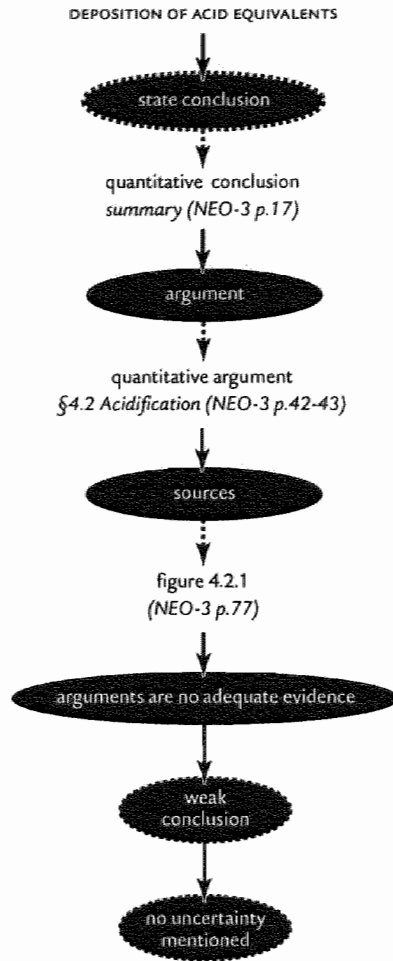 DEPOSITION OF ACID EQUIVALENTS
state conclusion
quantitative conclusion
summary (NEO-3 p.17)
argument
quantitative argument
§4.2 Acidification (NEO-3 p.42-43)
sources
figure 4.2.1
(NEO-3 p.77)
arguments are no adequate evidence
weak
conclusion
no uncertainty
mentioned